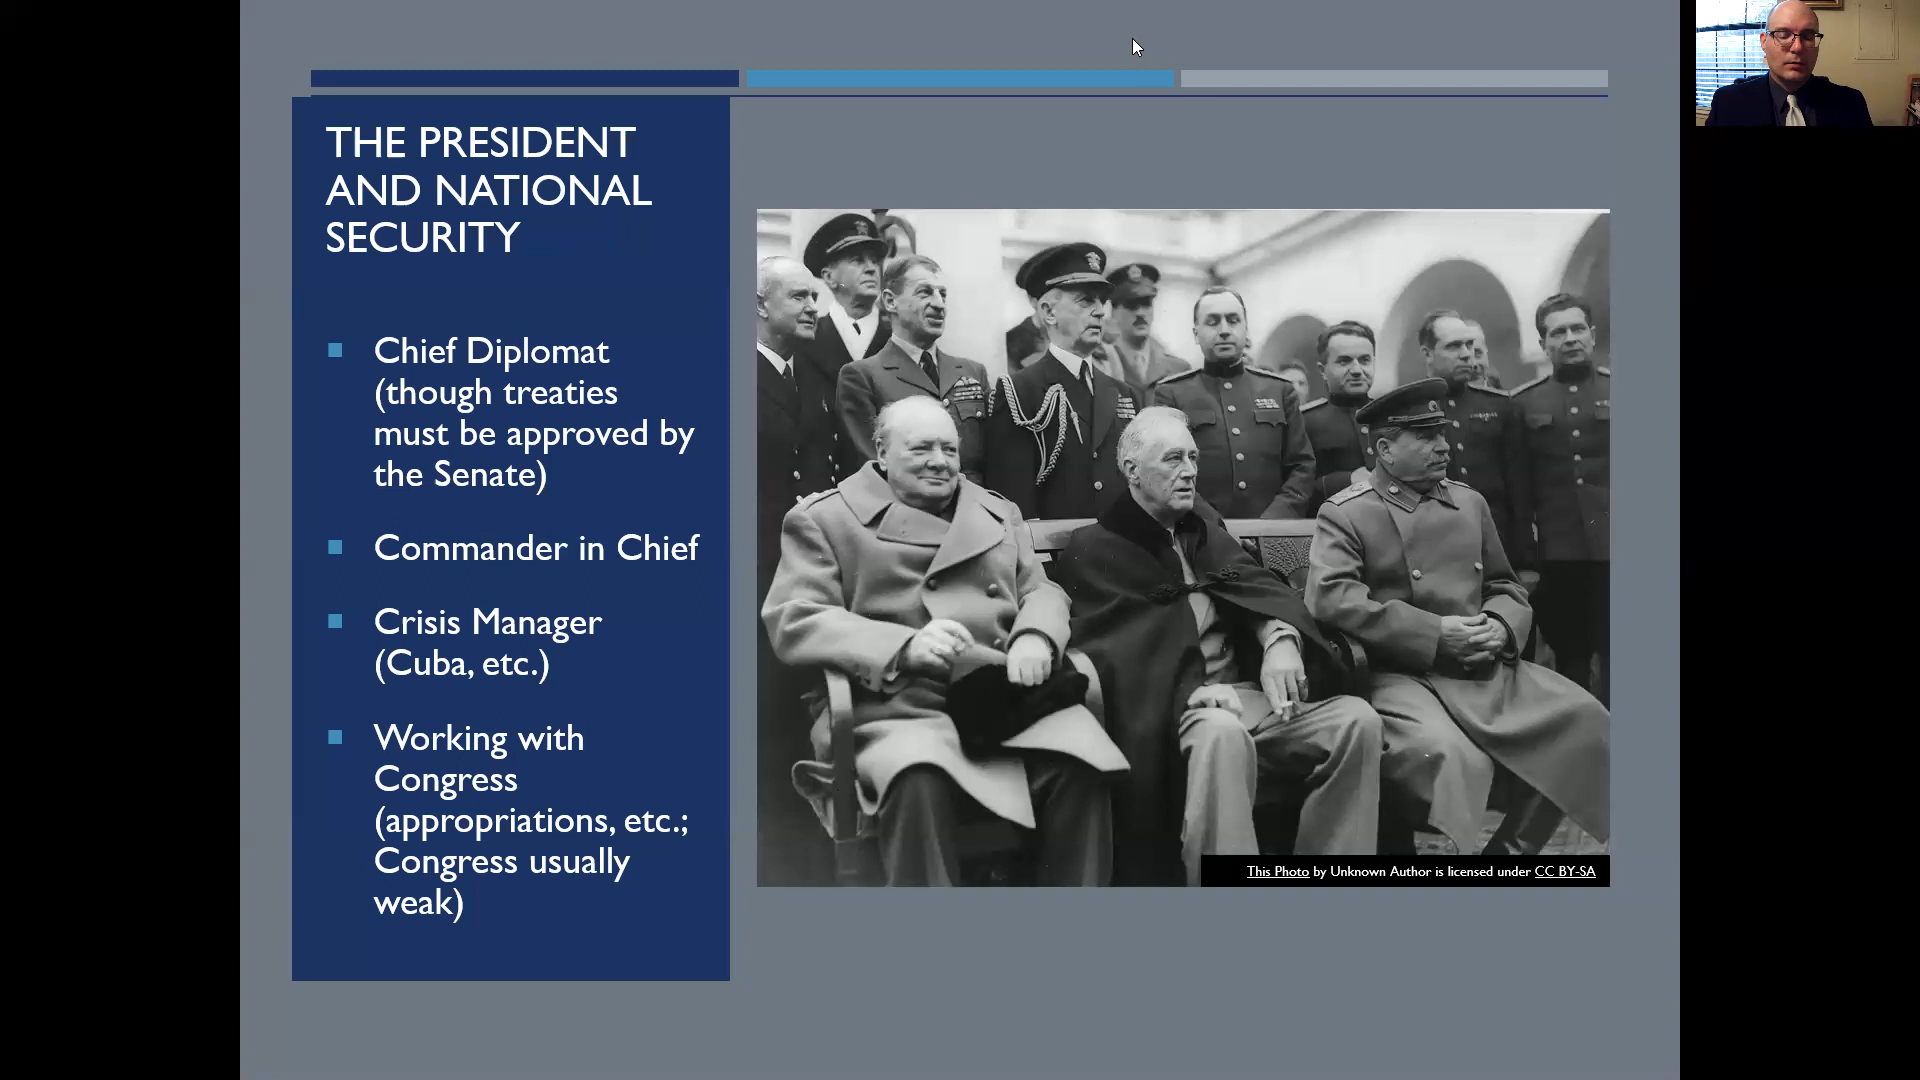 THE PRESIDENT
AND NATIONAL
SECURITY
Chief Diplomat
(though treaties
must be approved by
the Senate)
Commander in Chief
Crisis Manager
(Cuba, etc.)
Working with
Congress
(appropriations, etc.;
Congress usually
weak)
This Photo by Unknown Author is licensed under CC BY-SA